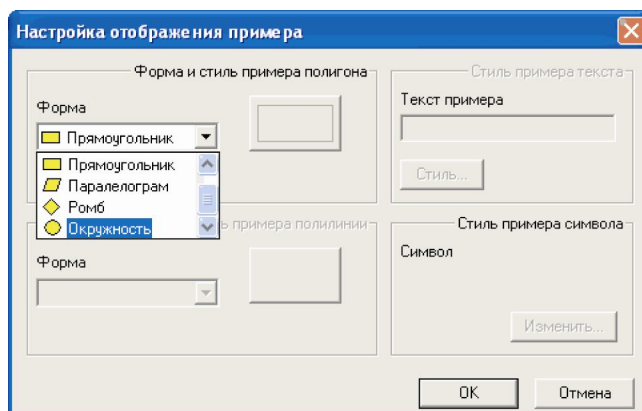 Настройка отображения примера
Форма и стиль примера полигона
Форма
Прямоугольник
Прямоугольник
Паралелограм
Ромб
Окружность
Стиль примера текста
Текст примера
Стиль...
ь примера полилинии
Форма
Стиль примера символа
Символ
Изменить...
OK
Отмена